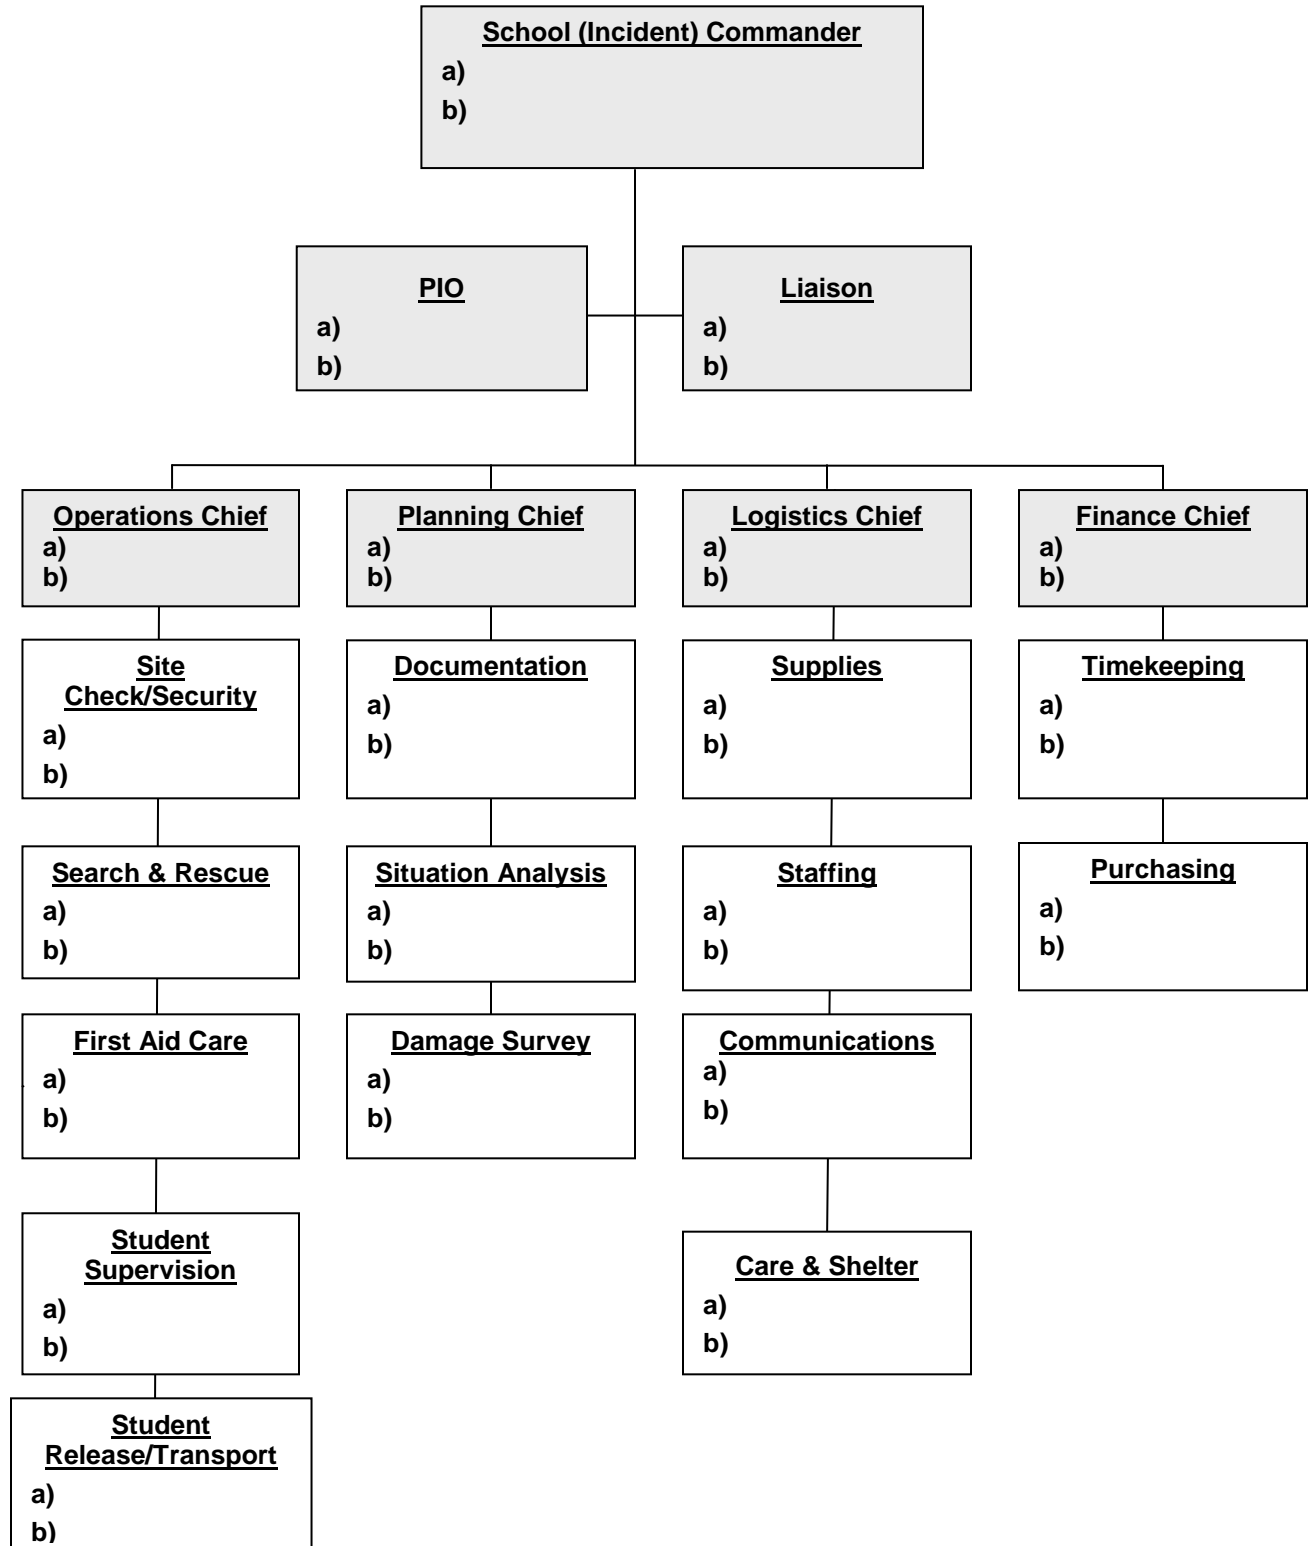 School (Incident) Commander
a)
b)
PIO
a)
b)
Liaison
a)
b)
Operations Chief
a)
b)
Planning Chief
a)
b)
Logistics Chief
a)
b)
Finance Chief
a)
b)
Site
Check/Security
a)
b)
Documentation
a)
b)
Supplies
a)
b)
Timekeeping
a)
b)
Search & Rescue
a)
b)
Situation Analysis
a)
b)
Staffing
a)
b)
Purchasing
a)
b)
First Aid Care
a)
b)
Damage Survey
a)
b)
Communications
a)
b)
Student
Supervision
a)
b)
Care & Shelter
a)
b)
Student
Release/Transport
a)
b)